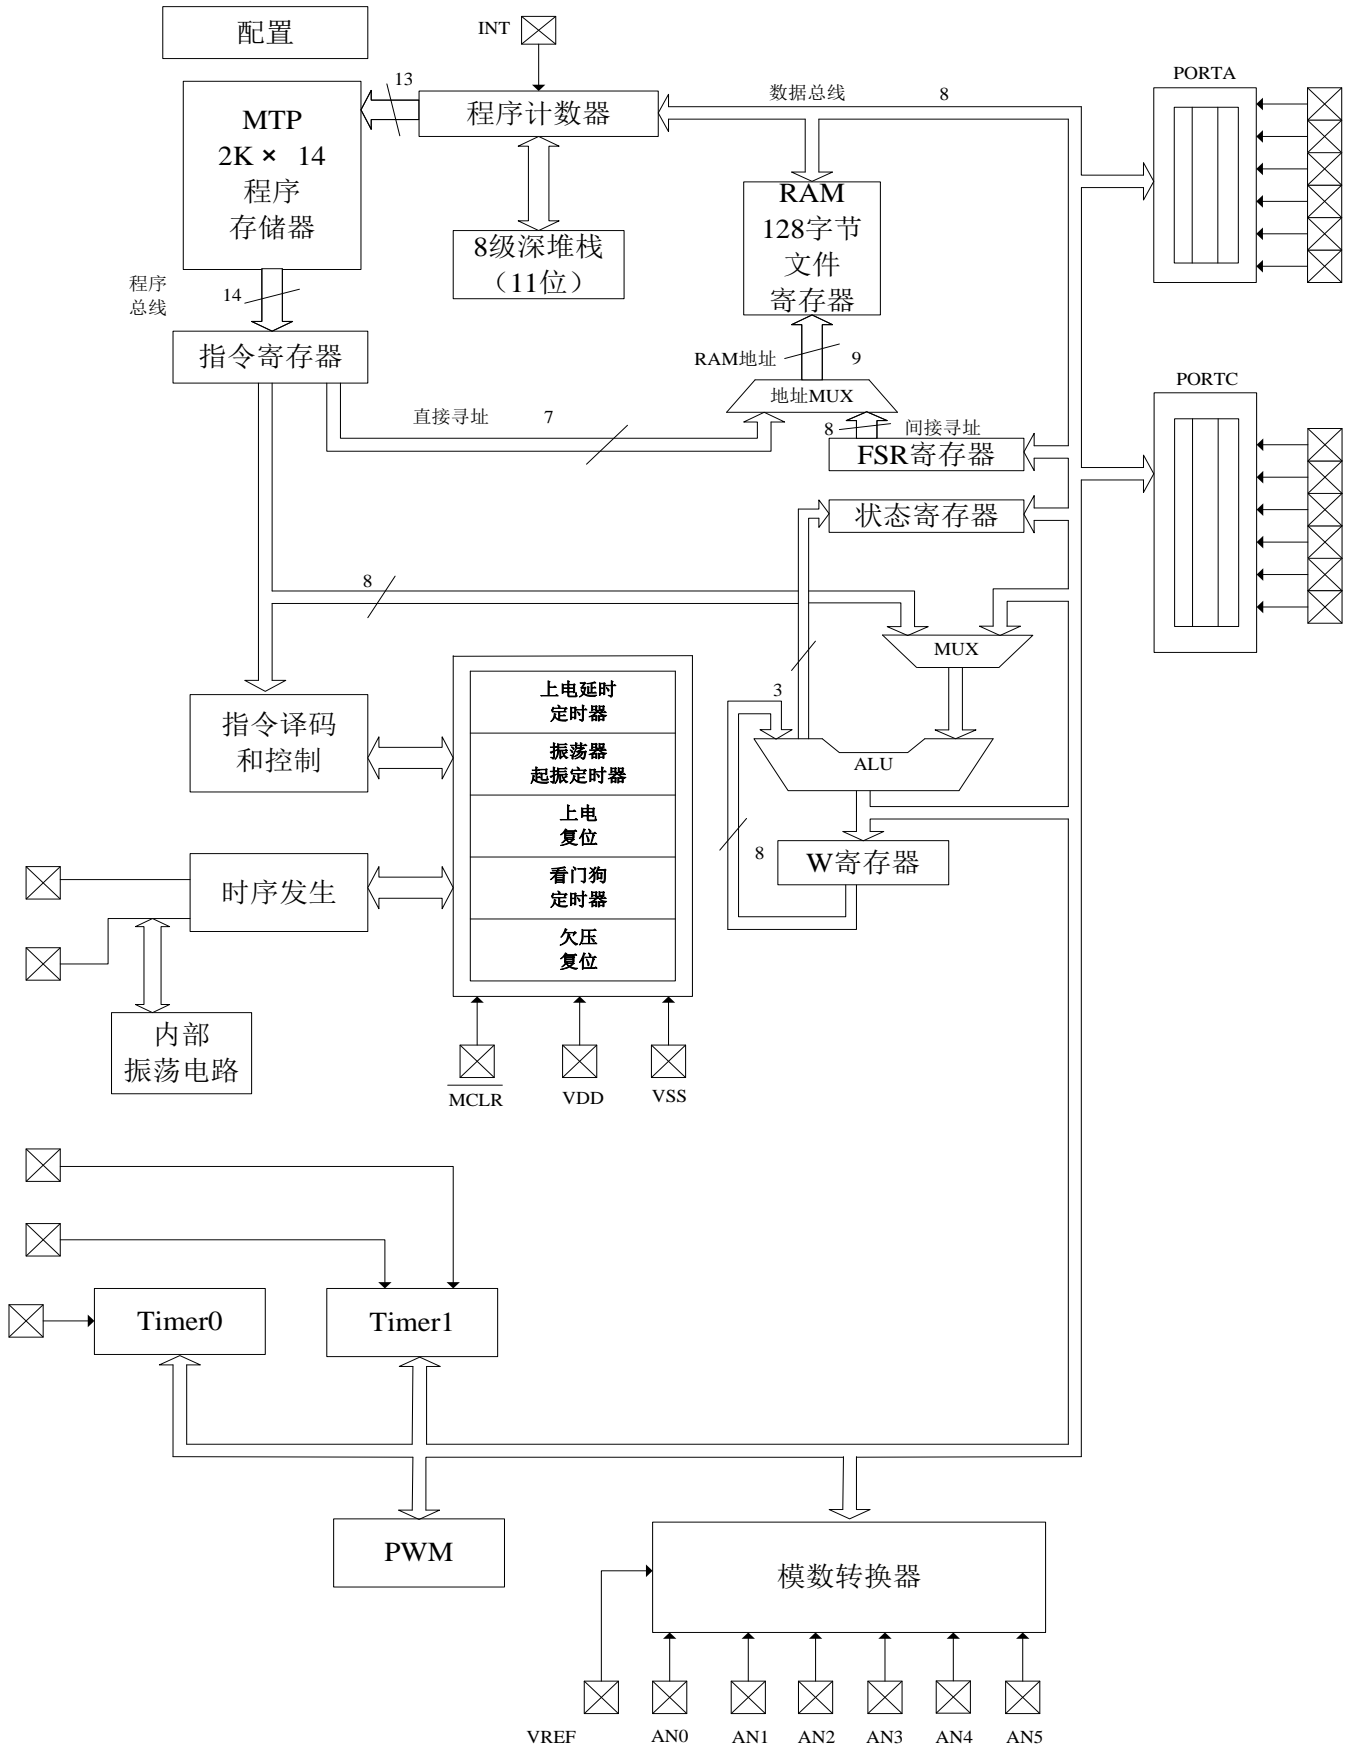 配置
INT
13
程序计数器
数据总线 8
PORTA
MTP
2K × 14
程序
存储器
RAM
128字节
文件
寄存器
8级深堆栈
（11位）
程序
总线
14
指令寄存器
RAM地址 9
地址MUX
PORTC
直接寻址 7
8 间接寻址
FSR寄存器
状态寄存器
8
MUX
3
上电延时
定时器
指令译码
和控制
振荡器
起振定时器
ALU
上电
复位
8
W寄存器
时序发生
看门狗
定时器
欠压
复位
内部
振荡电路
MCLR VDD VSS
Timer0
Timer1
PWM
模数转换器
VREF AN0 AN1 AN2 AN3 AN4 AN5